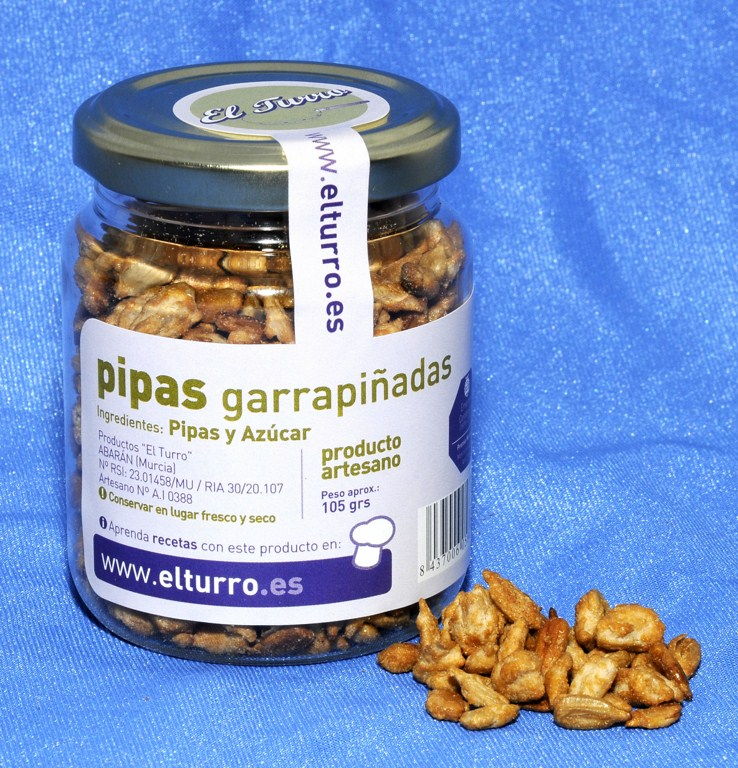 El Turro
www.elturro.es
pipas garrapiñadas
Ingredientes: Pipas y Azúcar
Productos "El Turro"
ABARÁN (Murcia)
Nº RSI: 23.01458/MU / RIA 30/20.107
Artesano Nº A.I 0388
Conservar en lugar fresco y seco
producto
artesano
Peso aprox.:
105 grs
Aprenda recetas con este producto en:
www.elturro.es